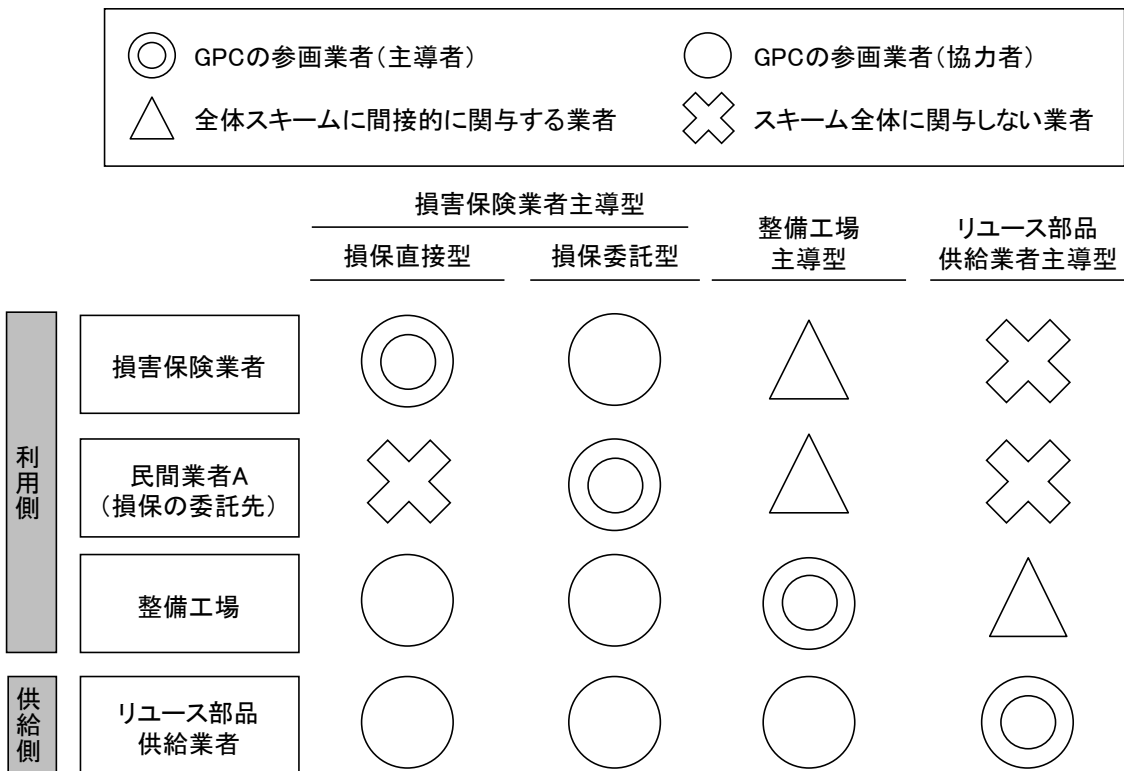 GPCの参画業者（主導者）
GPCの参画業者（協力者）
全体スキームに間接的に関与する業者
スキーム全体に関与しない業者
損害保険業者主導型
損保直接型
損保委託型
整備工場
主導型
リユース部品
供給業者主導型
利用側
損害保険業者
民間業者A
（損保の委託先）
整備工場
供給側
リユース部品
供給業者